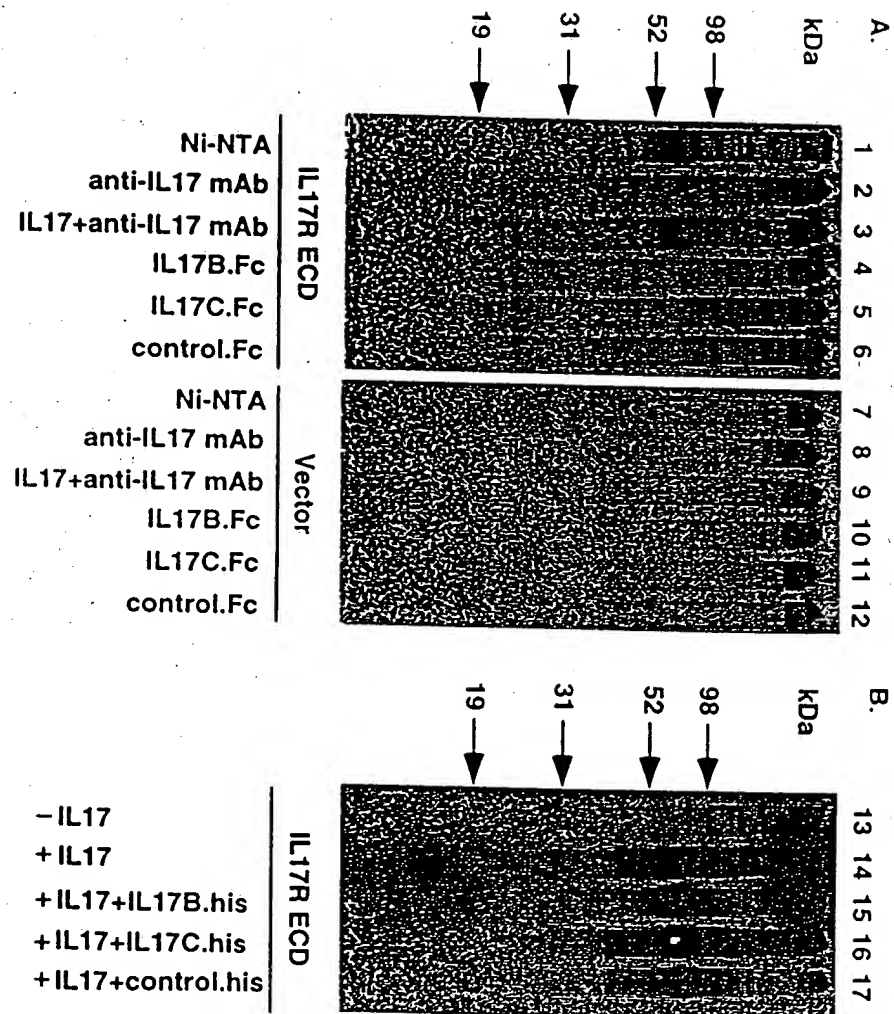 A.
kDa
98
52
31
19
1 2 3 4 5 6
Ni-NTA
anti-IL17 mAb
IL17+anti-IL17 mAb
IL17B.Fc
IL17C.Fc
control.Fc
IL17R ECD
7 8 9 10 11 12
Ni-NTA
anti-IL17 mAb
IL17+anti-IL17 mAb
IL17B.Fc
IL17C.Fc
control.Fc
Vector
B.
kDa
98
52
31
19
13 14 15 16 17
-IL17
+IL17
+IL17+IL17B.his
+IL17+IL17C.his
+IL17+control.his
IL17R ECD